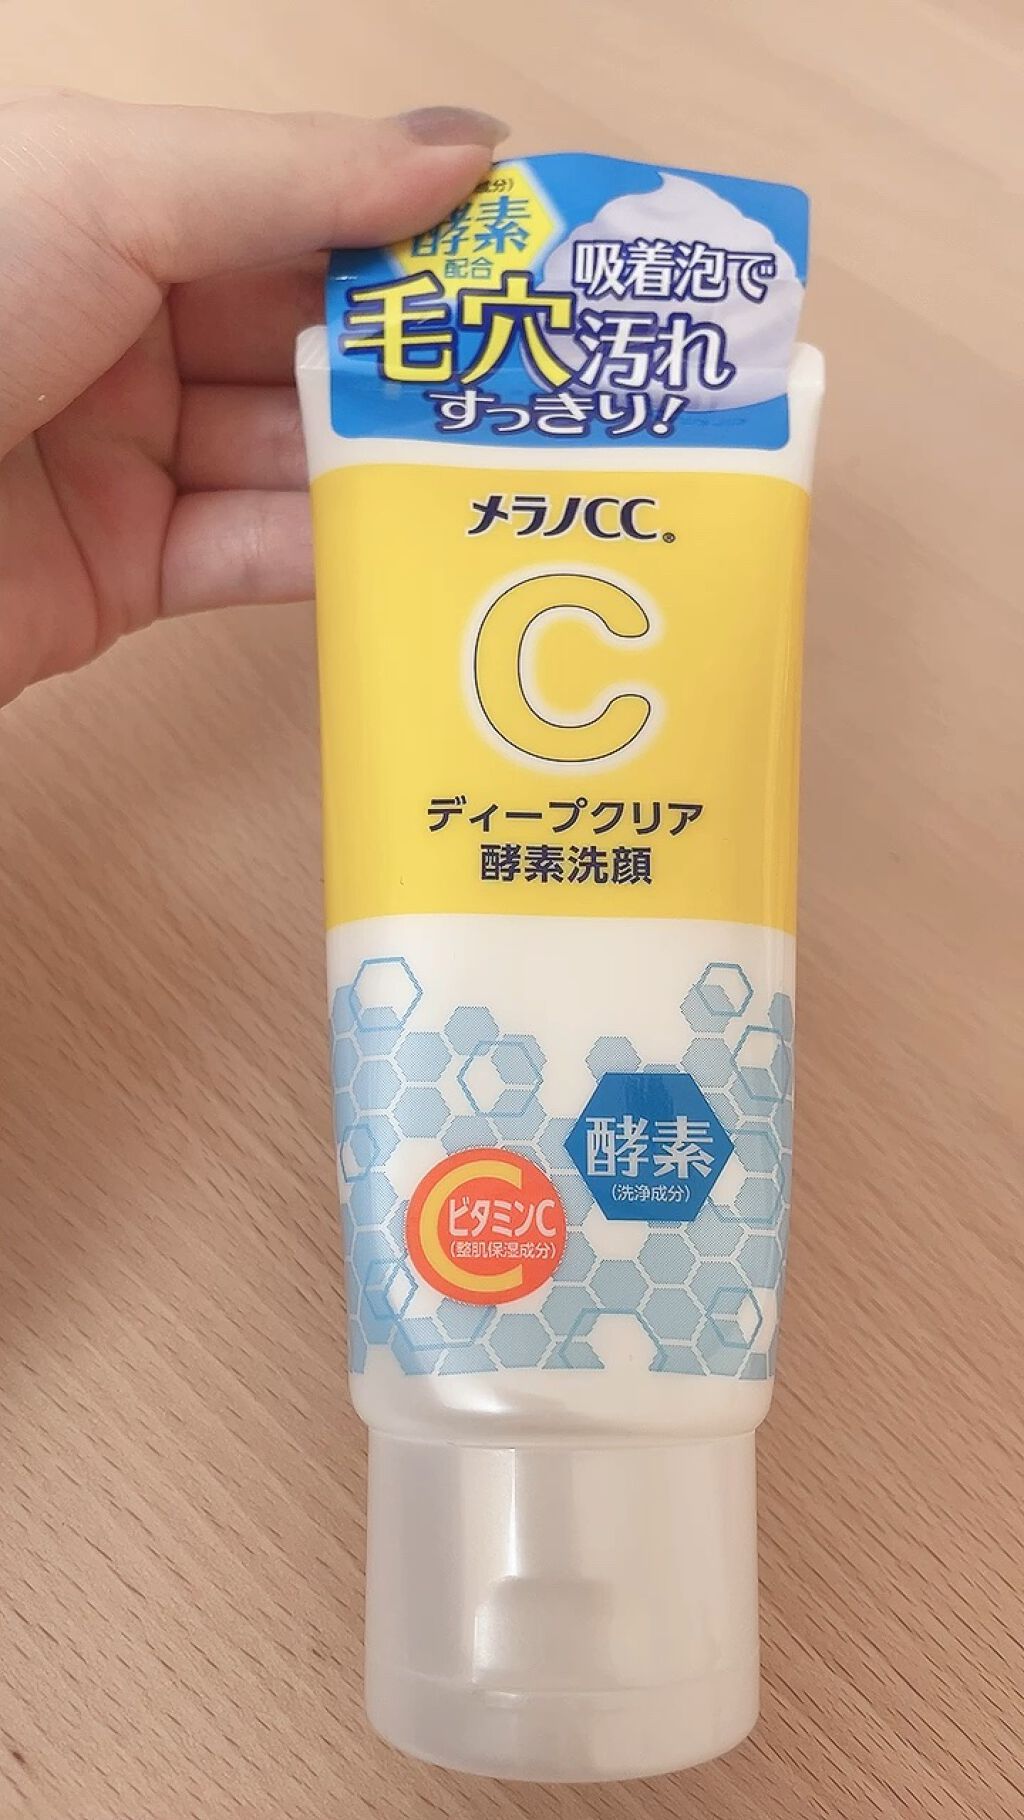 酵素
配合
吸着泡で
毛穴汚れ
すっきり!
メラノCC®
C
ディープクリア
酵素洗顔
酵素
(洗浄成分)
ビタミンC
(整肌保湿成分)